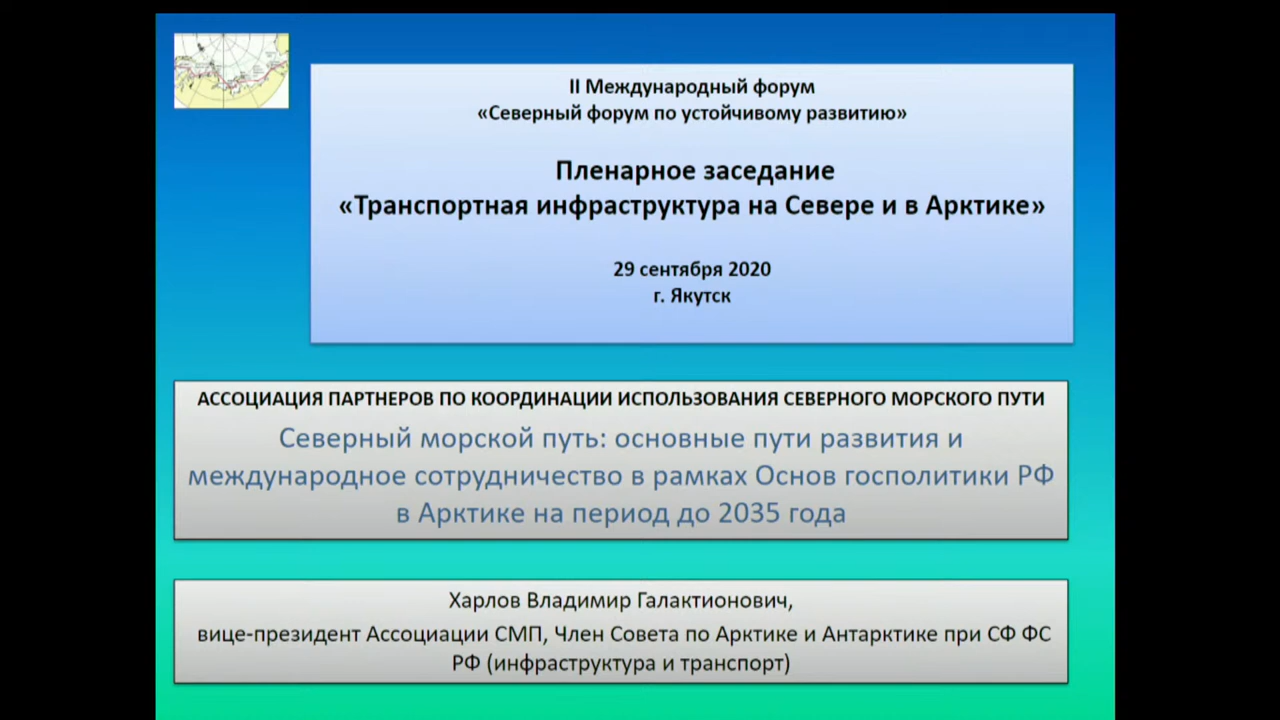 II Международный форум
«Северный форум по устойчивому развитию»
Пленарное заседание
«Транспортная инфраструктура на Севере и в Арктике»
29 сентября 2020
г. Якутск
АССОЦИАЦИЯ ПАРТНЕРОВ ПО КООРДИНАЦИИ ИСПОЛЬЗОВАНИЯ СЕВЕРНОГО МОРСКОГО ПУТИ
Северный морской путь: основные пути развития и
международное сотрудничество в рамках Основ госполитики РФ
в Арктике на период до 2035 года
Харлов Владимир Галактионович,
вице-президент Ассоциации СМП, Член Совета по Арктике и Антарктике при СФ ФС
РФ (инфраструктура и транспорт)